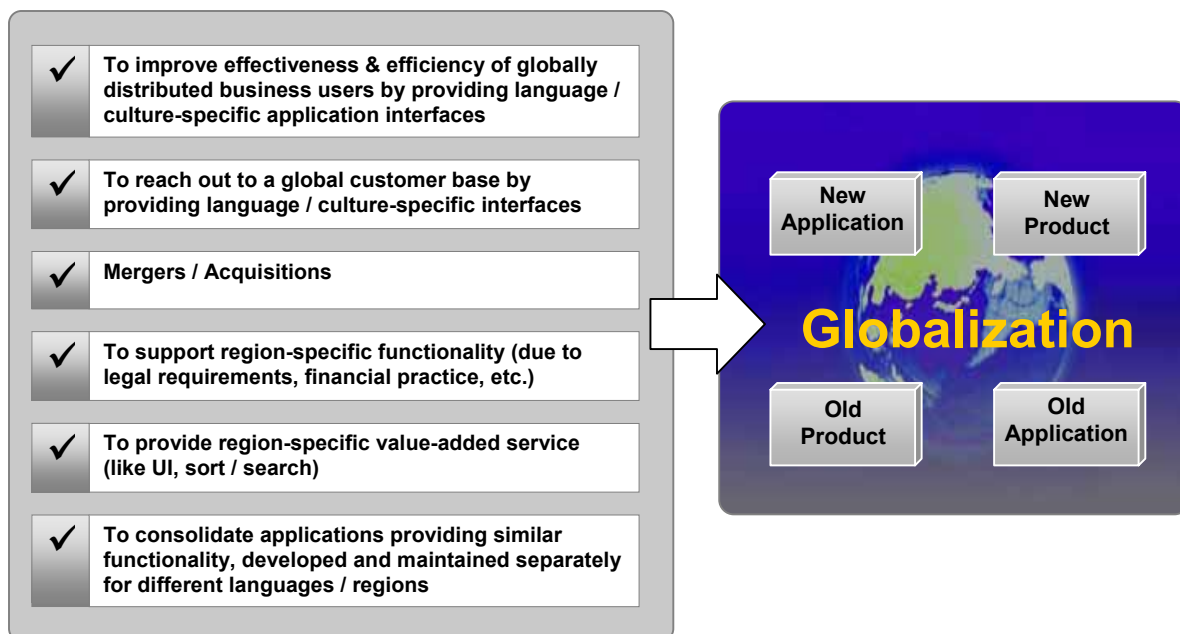 To improve effectiveness & efficiency of globally
distributed business users by providing language /
culture-specific application interfaces
To reach out to a global customer base by
providing language / culture-specific interfaces
Mergers / Acquisitions
To support region-specific functionality (due to
legal requirements, financial practice, etc.)
To provide region-specific value-added service
(like UI, sort / search)
To consolidate applications providing similar
functionality, developed and maintained separately
for different languages / regions
New
Application
New
Product
Globalization
Old
Product
Old
Application